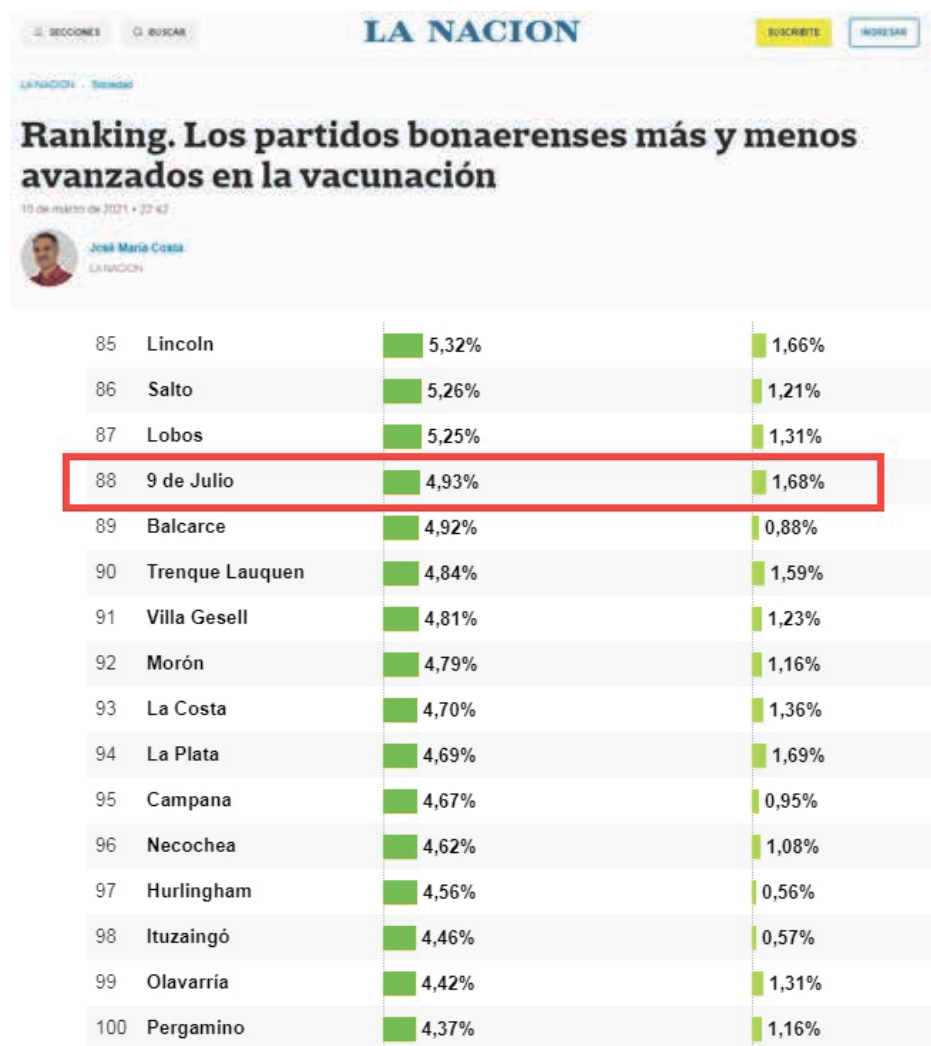 SECCIONES BUSCAR LA NACION SUSCRIBITE INGRESAR
LA NACION Sociedad
Ranking. Los partidos bonaerenses más y menos
avanzados en la vacunación
de marzo de 2021 •
José María Costa
LA NACION
85 Lincoln 5,32% 1,66%
86 Salto 5,26% 1,21%
87 Lobos 5,25% 1,31%
88 9 de Julio 4,93% 1,68%
89 Balcarce 4,92% 0,88%
90 Trenque Lauquen 4,84% 1,59%
91 Villa Gesell 4,81% 1,23%
92 Morón 4,79% 1,16%
93 La Costa 4,70% 1,36%
94 La Plata 4,69% 1,69%
95 Campana 4,67% 0,95%
96 Necochea 4,62% 1,08%
97 Hurlingham 4,56% 0,56%
98 Ituzaingó 4,46% 0,57%
99 Olavarría 4,42% 1,31%
100 Pergamino 4,37% 1,16%